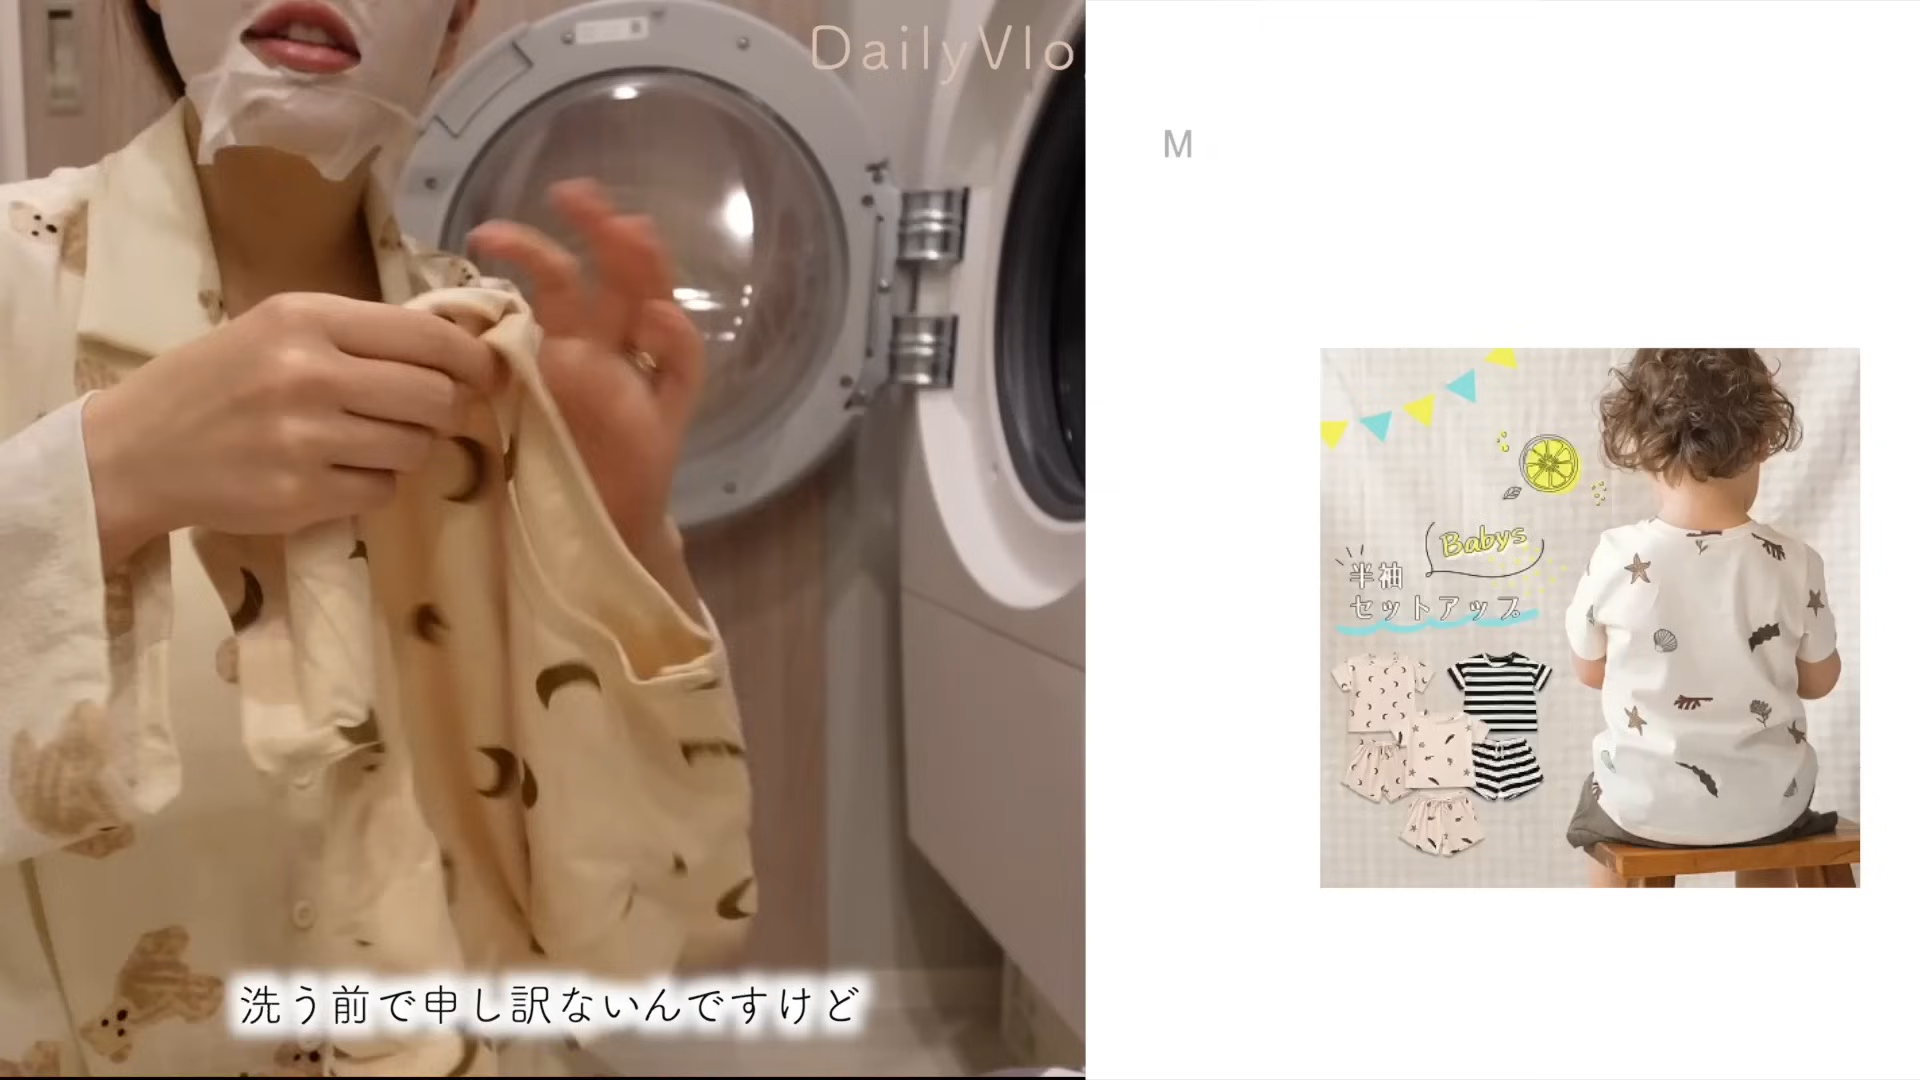 DailyVlo
M
Babys
半袖
セットアップ
洗う前で申し訳ないんですけど